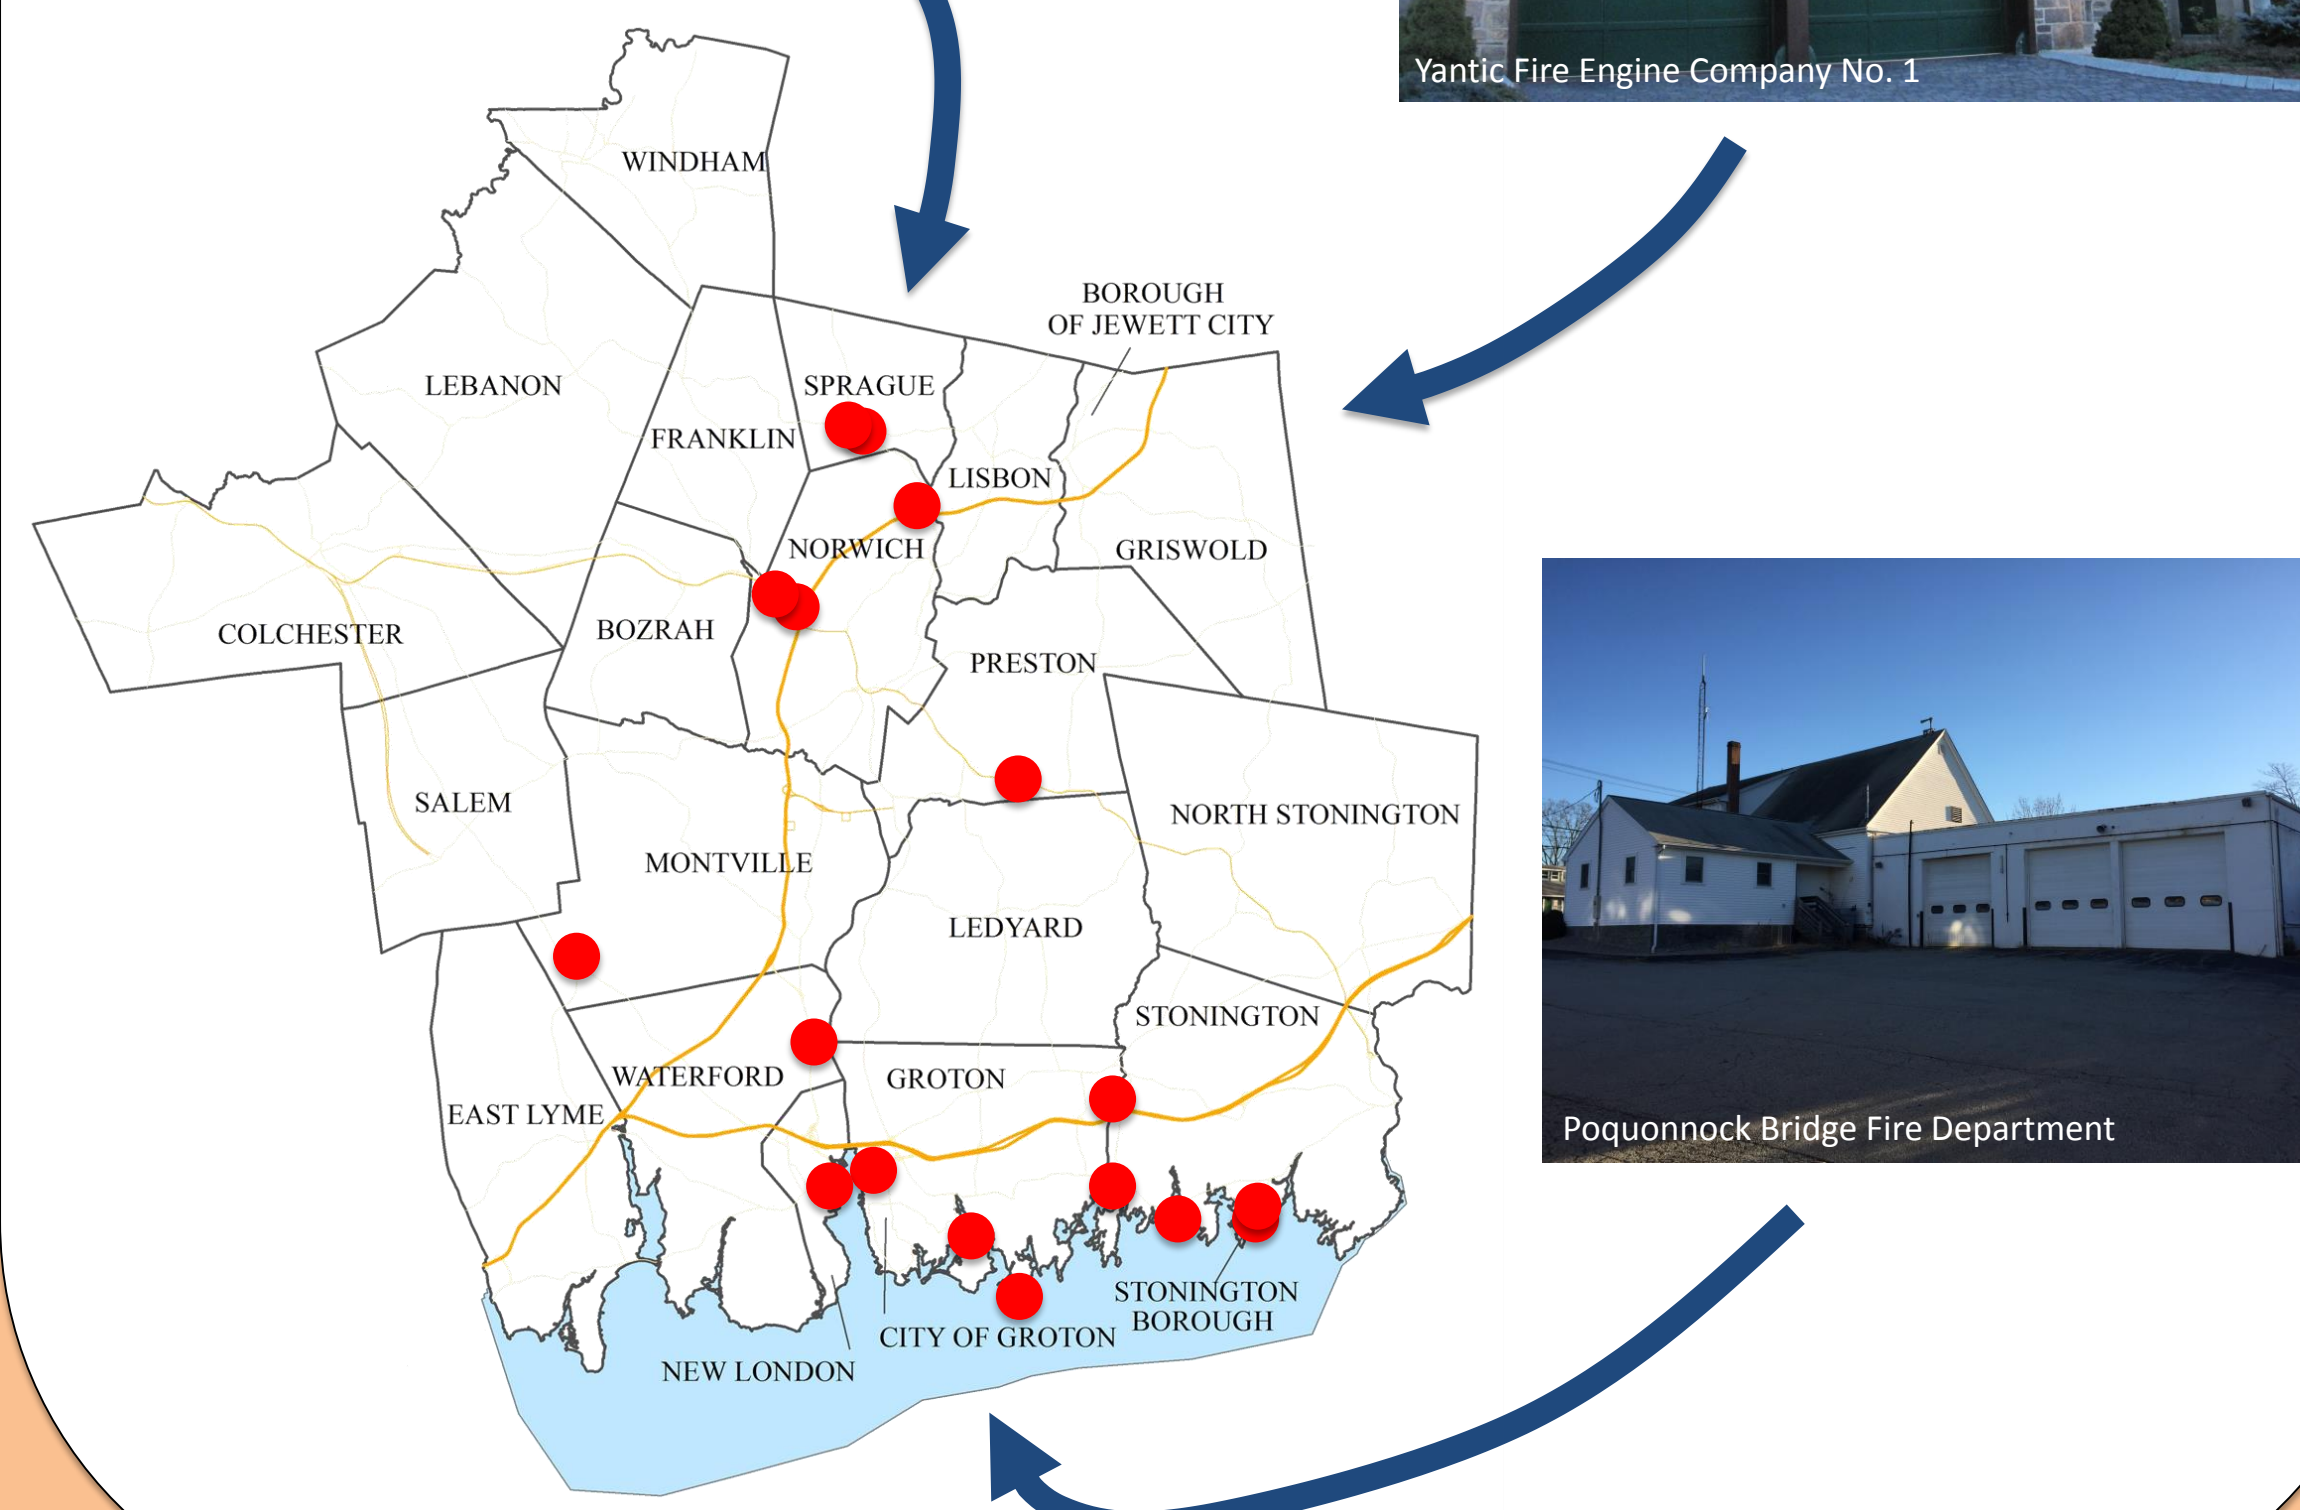 Yantic Fire Engine Company No. 1
WINDHAM
BOROUGH
OF JEWETT CITY
LEBANON
SPRAGUE
FRANKLIN
LISBON
NORWICH
GRISWOLD
COLCHESTER
BOZRAH
PRESTON
SALEM
NORTH STONINGTON
MONTVILLE
LEDYARD
STONINGTON
WATERFORD
GROTON
EAST LYME
Poquonnock Bridge Fire Department
STONINGTON
BOROUGH
CITY OF GROTON
NEW LONDON